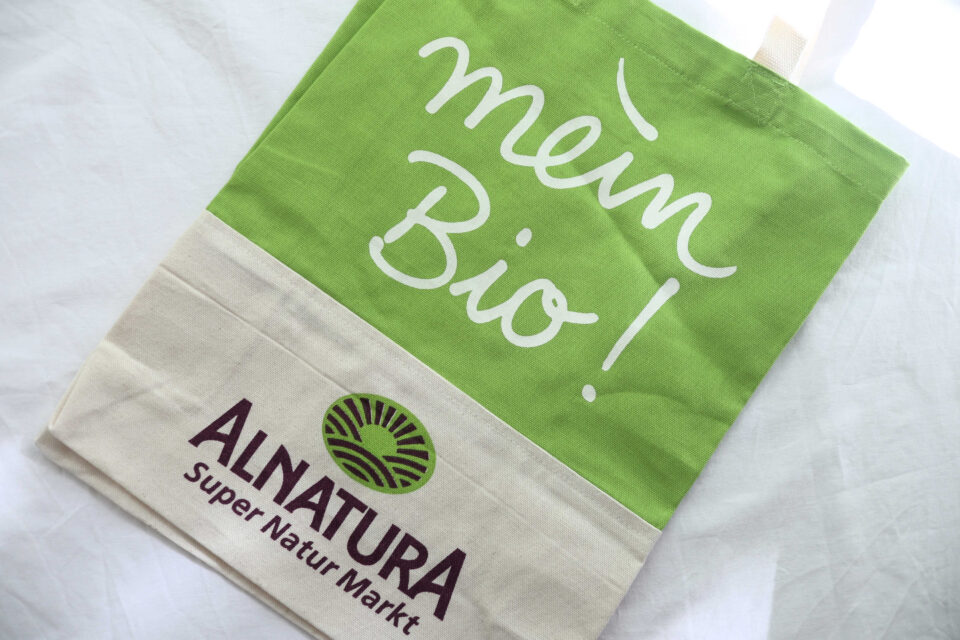 mein
Bio!
ALNATURA
Super Natur Markt